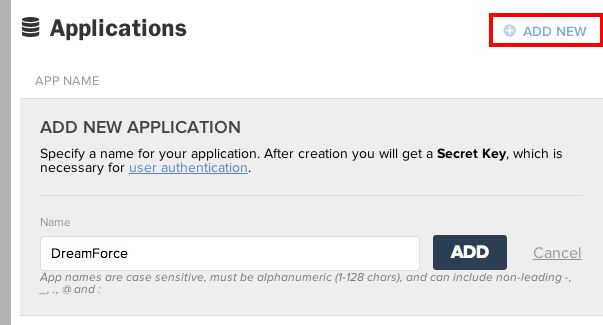 Applications
ADD NEW
APP NAME
ADD NEW APPLICATION
Specify a name for your application. After creation you will get a Secret Key, which is
necessary for user authentication.
Name
DreamForce
ADD
Cancel
App names are case sensitive, must be alphanumeric (1-128 chars), and can include non-leading -,
_, ., @ and :